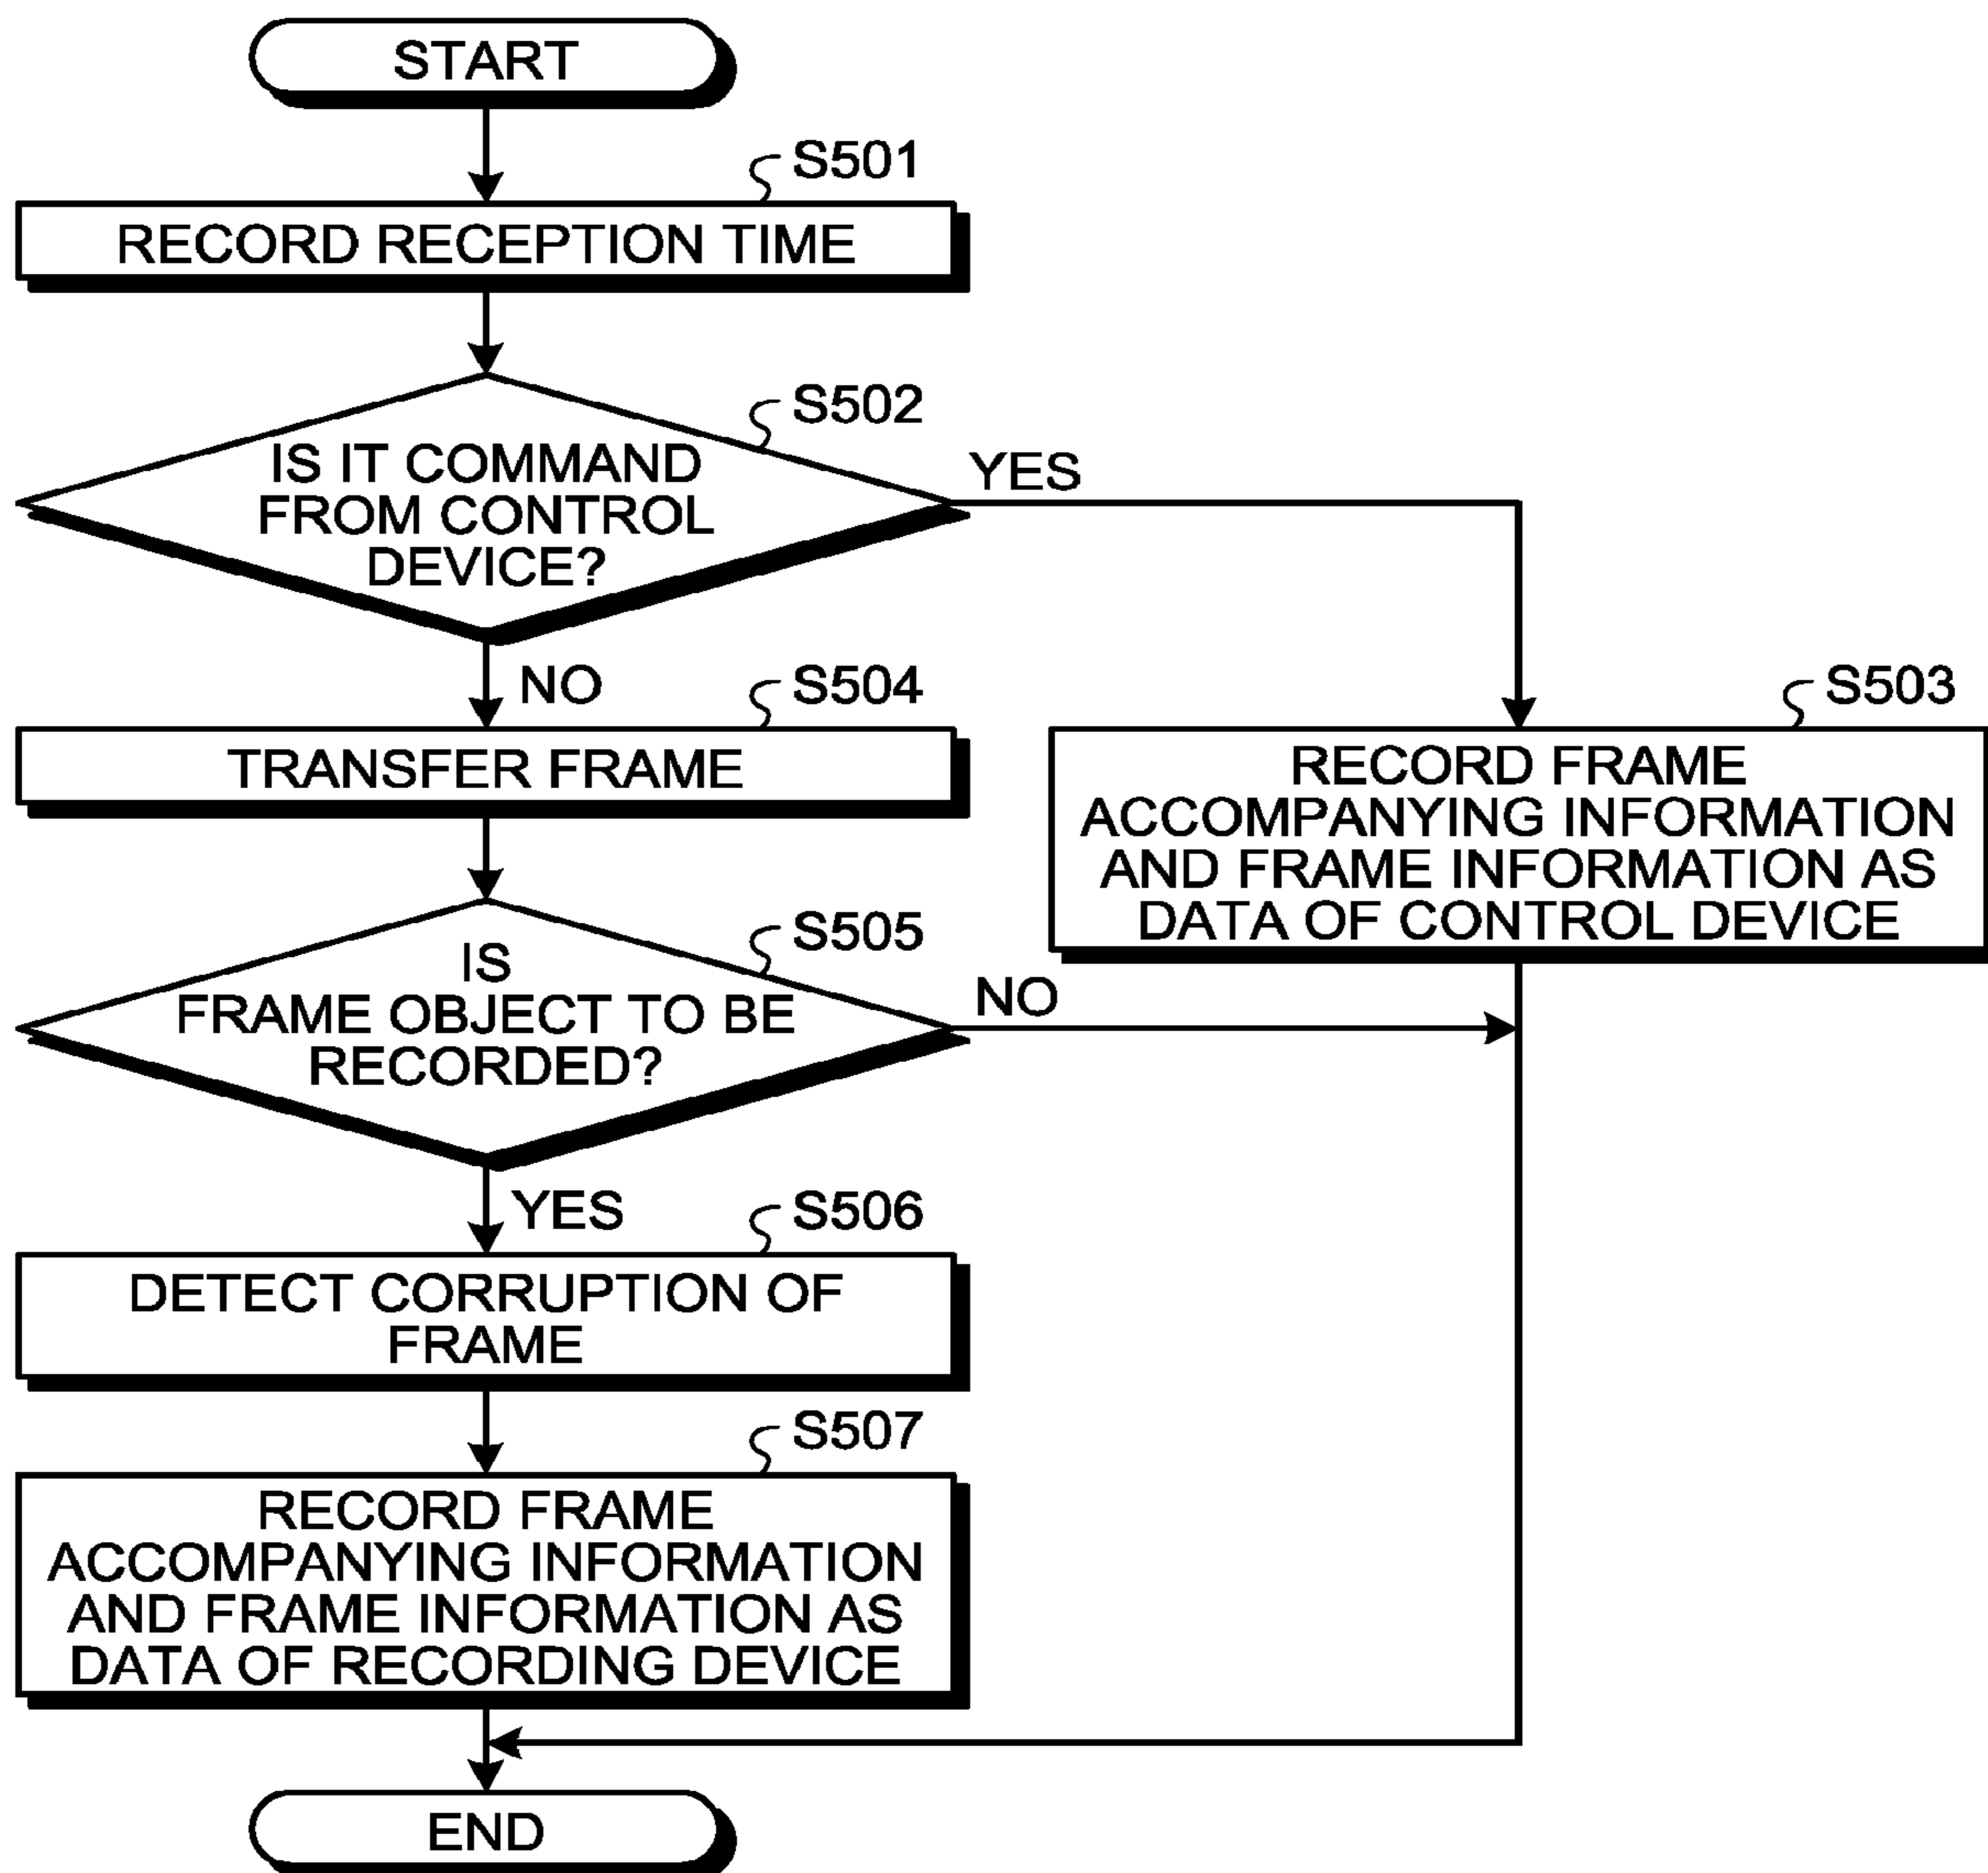 START
S501
RECORD RECEPTION TIME
S502
IS IT COMMAND
FROM CONTROL
DEVICE?
YES
NO
S504
TRANSFER FRAME
S503
RECORD FRAME
ACCOMPANYING INFORMATION
AND FRAME INFORMATION AS
DATA OF CONTROL DEVICE
S505
IS
FRAME OBJECT TO BE
RECORDED?
NO
YES
S506
DETECT CORRUPTION OF
FRAME
S507
RECORD FRAME
ACCOMPANYING INFORMATION
AND FRAME INFORMATION AS
DATA OF RECORDING DEVICE
END